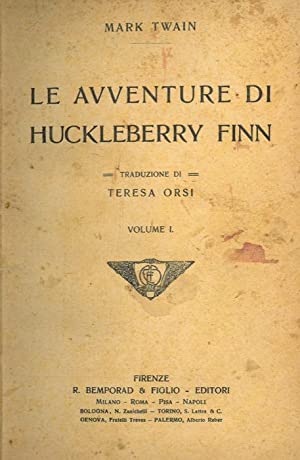 MARK TWAIN
LE AVVENTURE DI
HUCKLEBERRY FINN
TRADUZIONE DI
TERESA ORSI
VOLUME I.
FIRENZE
R. BEMPORAD & FIGLIO - EDITORI
MILANO - ROMA - PISA - NAPOLI
BOLOGNA, N. Zanichelli - TORINO, S. Lattes & C.
GENOVA, Fratelli Treves - PALERMO, Alberto Reber